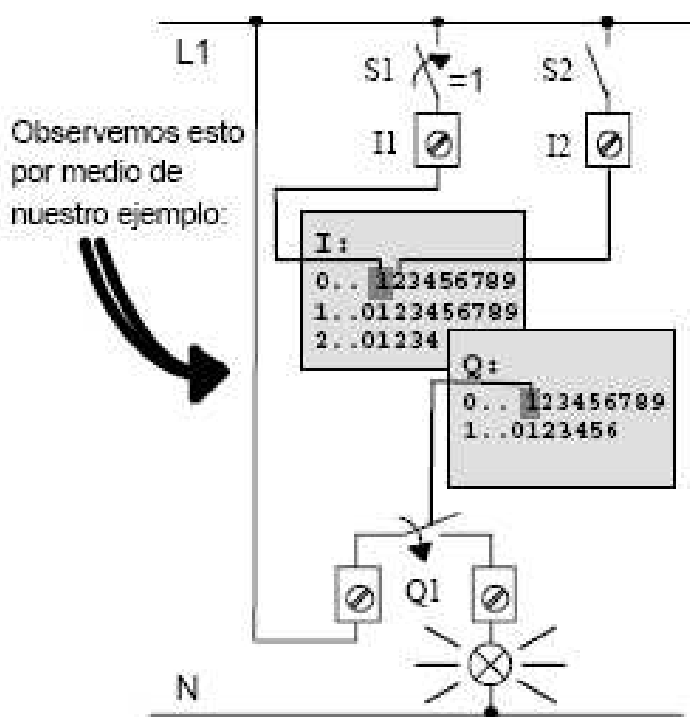 L1
S1
=1
S2
Observemos esto
por medio de
nuestro ejemplo:
I1
I2
I:
0.. 123456789
1..0123456789
2..01234
Q:
0.. 123456789
1..0123456
Q1
N